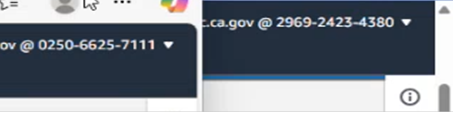 c.ca.gov @ 2969-2423-4380
ov @ 0250-6625-7111